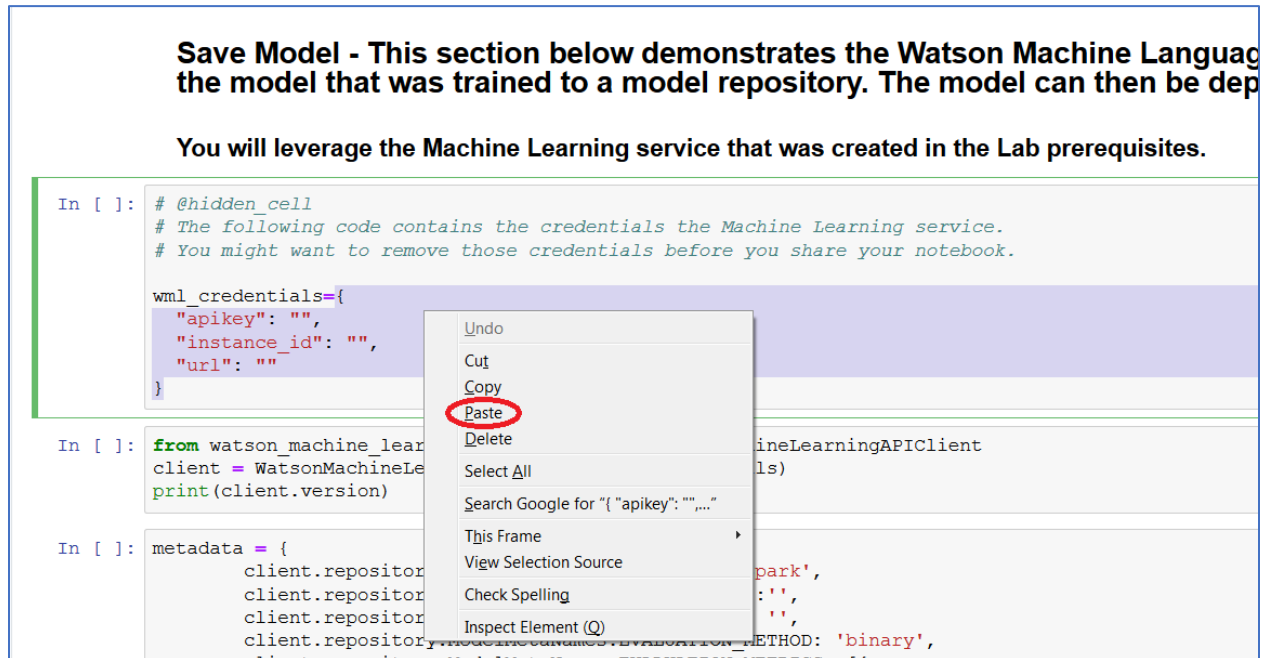 Save Model - This section below demonstrates the Watson Machine Languag
the model that was trained to a model repository. The model can then be dep
You will leverage the Machine Learning service that was created in the Lab prerequisites.
In [ ]: # @hidden_cell
# The following code contains the credentials the Machine Learning service.
# You might want to remove those credentials before you share your notebook.
wml_credentials={
"apikey": "",
"instance_id": "",
"url": ""
}
Undo
Cut
Copy
Paste
Delete
Select All
Search Google for “{ "apikey": "",...”
This Frame
View Selection Source
Check Spelling
Inspect Element (Q)
In [ ]: from watson_machine_lear ineLearningAPIClient
client = WatsonMachineLe ls)
print(client.version)
In [ ]: metadata = {
client.repositor park',
client.repositor :'',
client.repositor '',
client.repository.ModelMetaNames.EVALUATION_METHOD: 'binary',